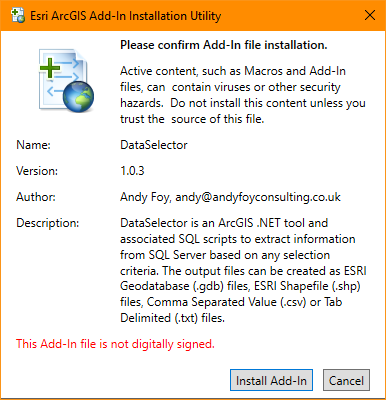 Esri ArcGIS Add-In Installation Utility
Please confirm Add-In file installation.
Active content, such as Macros and Add-In
files, can  contain viruses or other security
hazards.  Do not install this content unless you
trust the  source of this file.
Name: DataSelector
Version: 1.0.3
Author: Andy Foy, andy@andyfoyconsulting.co.uk
Description: DataSelector is an ArcGIS .NET tool and
associated SQL scripts to extract information
from SQL Server based on any selection
criteria. The output files can be created as ESRI
Geodatabase (.gdb) files, ESRI Shapefile (.shp)
files, Comma Separated Value (.csv) or Tab
Delimited (.txt) files.
This Add-In file is not digitally signed.
Install Add-In Cancel